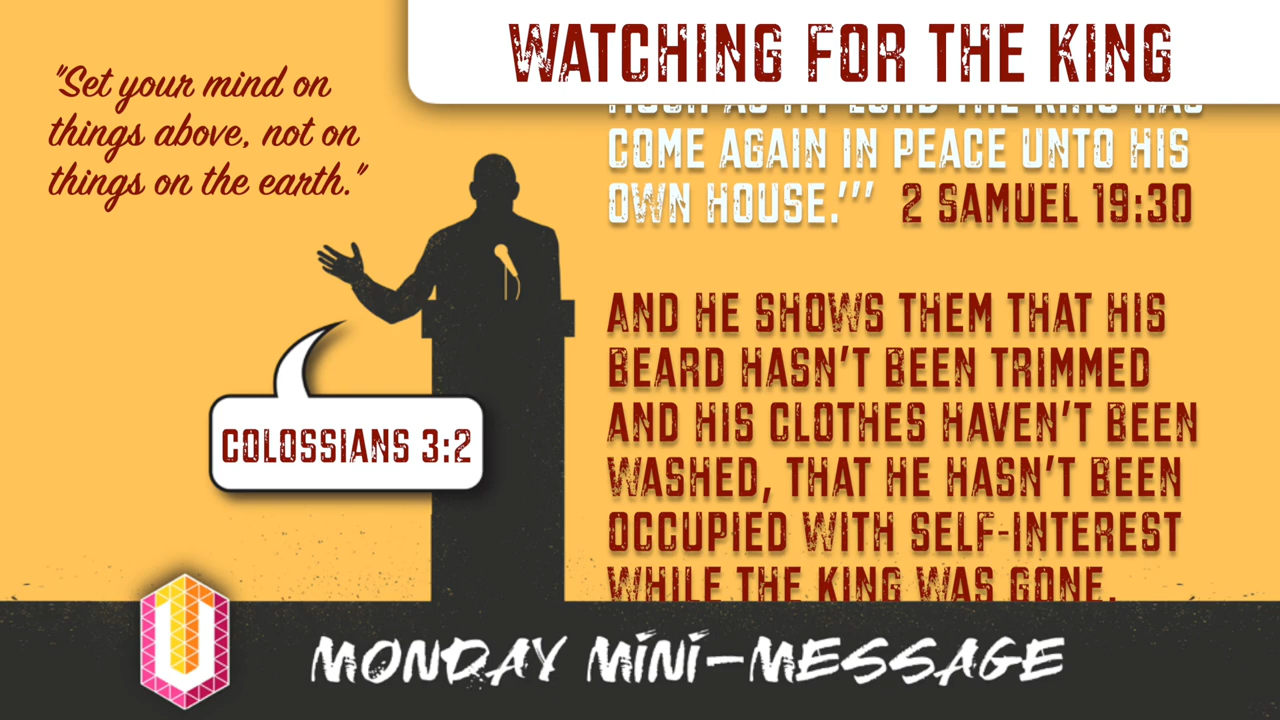 WATCHING FOR THE KING
"Set your mind on
things above, not on
things on the earth."
COLOSSIANS 3:2
COME AGAIN IN PEACE UNTO HIS
OWN HOUSE.'"  2 SAMUEL 19:30
AND HE SHOWS THEM THAT HIS
BEARD HASN'T BEEN TRIMMED
AND HIS CLOTHES HAVEN'T BEEN
WASHED, THAT HE HASN'T BEEN
OCCUPIED WITH SELF-INTEREST
WHILE THE KING WAS GONE.
U
MONDAY MINI-MESSAGE